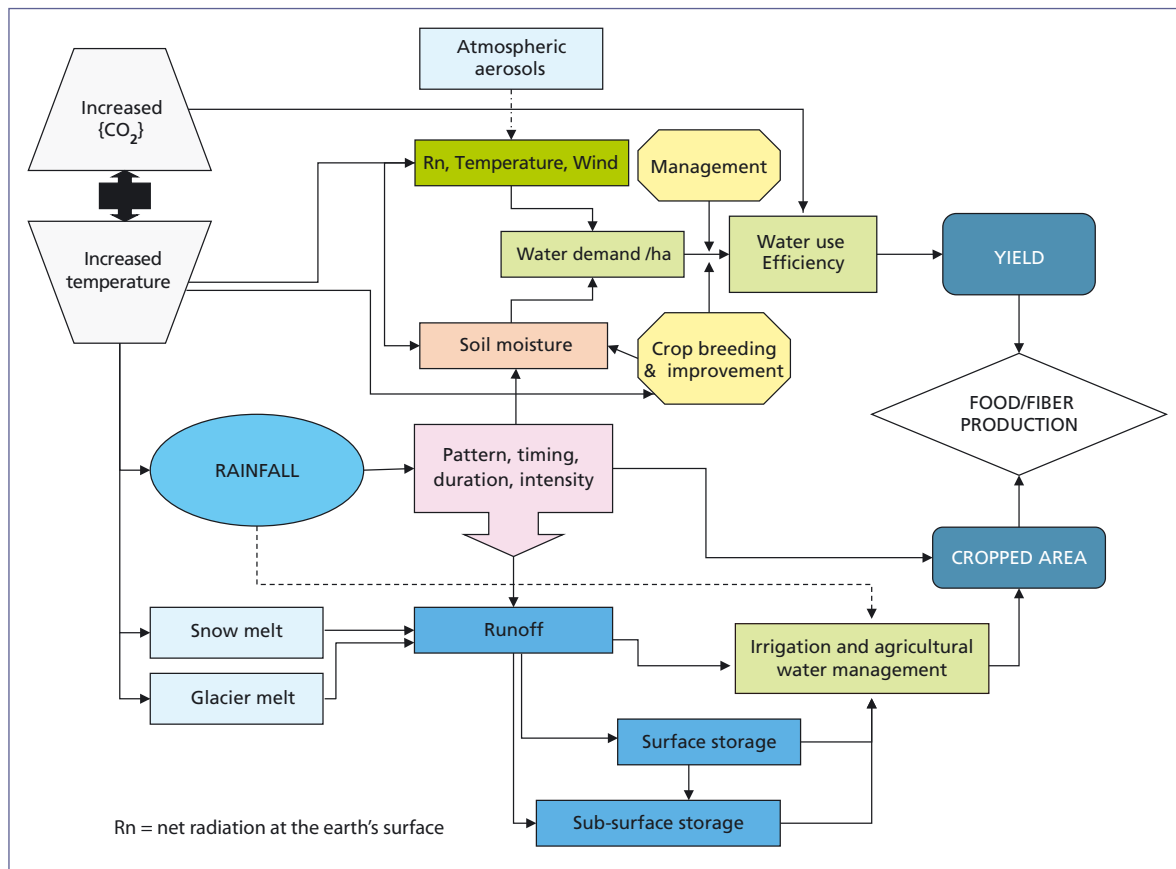 Atmospheric
aerosols
Increased
{CO₂}
Rn, Temperature, Wind
Management
Increased
temperature
Water demand /ha
Water use
Efficiency
YIELD
Soil moisture
Crop breeding
& improvement
FOOD/FIBER
PRODUCTION
RAINFALL
Pattern, timing,
duration, intensity
CROPPED AREA
Snow melt
Runoff
Irrigation and agricultural
water management
Glacier melt
Surface storage
Sub-surface storage
Rn = net radiation at the earth’s surface